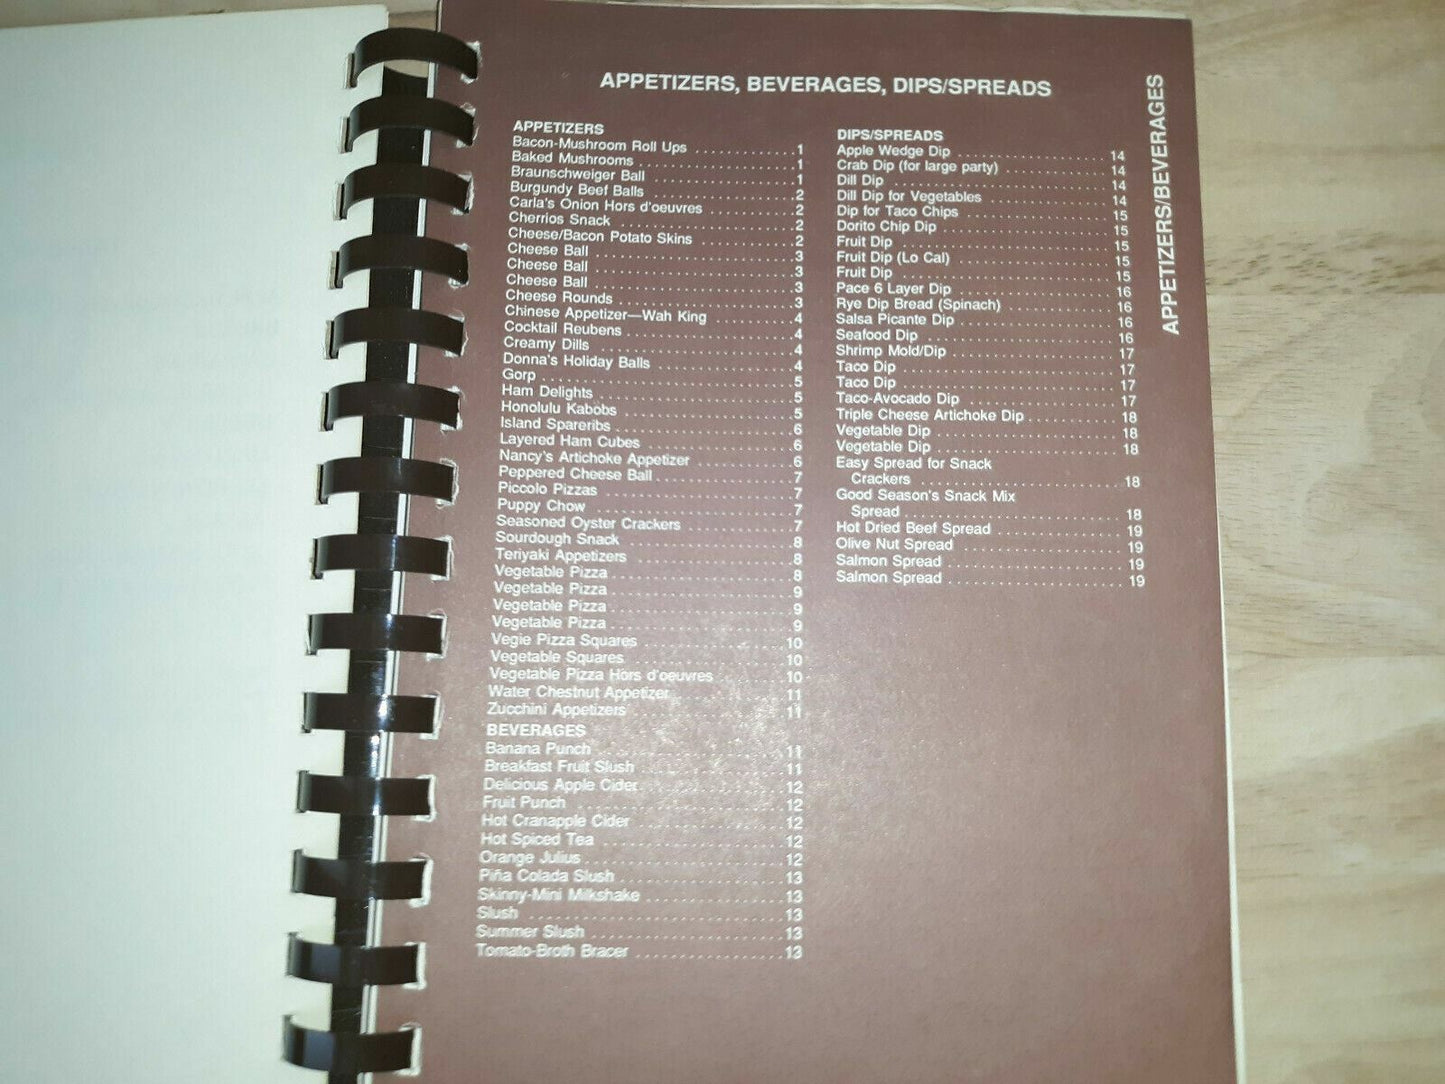 APPETIZERS, BEVERAGES, DIPS/SPREADS
APPETIZERS
Bacon-Mushroom Roll Ups . . . . . . . . . . . . 1
Baked Mushrooms . . . . . . . . . . . . 1
Braunschweiger Ball . . . . . . . . . . . . 1
Burgundy Beef Balls . . . . . . . . . . . . 2
Carla's Onion Hors d'oeuvres . . . . . . . . . . . . 2
Cherrios Snack . . . . . . . . . . . . 2
Cheese/Bacon Potato Skins . . . . . . . . . . . . 2
Cheese Ball . . . . . . . . . . . . 3
Cheese Ball . . . . . . . . . . . . 3
Cheese Ball . . . . . . . . . . . . 3
Cheese Rounds . . . . . . . . . . . . 3
Chinese Appetizer—Wah King . . . . . . . . . . . . 4
Cocktail Reubens . . . . . . . . . . . . 4
Creamy Dills . . . . . . . . . . . . 4
Donna's Holiday Balls . . . . . . . . . . . . 4
Gorp . . . . . . . . . . . . 5
Ham Delights . . . . . . . . . . . . 5
Honolulu Kabobs . . . . . . . . . . . . 5
Island Spareribs . . . . . . . . . . . . 6
Layered Ham Cubes . . . . . . . . . . . . 6
Nancy's Artichoke Appetizer . . . . . . . . . . . . 6
Peppered Cheese Ball . . . . . . . . . . . . 7
Piccolo Pizzas . . . . . . . . . . . . 7
Puppy Chow . . . . . . . . . . . . 7
Seasoned Oyster Crackers . . . . . . . . . . . . 7
Sourdough Snack . . . . . . . . . . . . 8
Teriyaki Appetizers . . . . . . . . . . . . 8
Vegetable Pizza . . . . . . . . . . . . 8
Vegetable Pizza . . . . . . . . . . . . 9
Vegetable Pizza . . . . . . . . . . . . 9
Vegetable Pizza . . . . . . . . . . . . 9
Vegie Pizza Squares . . . . . . . . . . . . 10
Vegetable Squares . . . . . . . . . . . . 10
Vegetable Pizza Hors d'oeuvres . . . . . . . . . . . . 10
Water Chestnut Appetizer . . . . . . . . . . . . 11
Zucchini Appetizers . . . . . . . . . . . . 11
BEVERAGES
Banana Punch . . . . . . . . . . . . 11
Breakfast Fruit Slush . . . . . . . . . . . . 11
Delicious Apple Cider . . . . . . . . . . . . 12
Fruit Punch . . . . . . . . . . . . 12
Hot Cranapple Cider . . . . . . . . . . . . 12
Hot Spiced Tea . . . . . . . . . . . . 12
Orange Julius . . . . . . . . . . . . 12
Piña Colada Slush . . . . . . . . . . . . 13
Skinny-Mini Milkshake . . . . . . . . . . . . 13
Slush . . . . . . . . . . . . 13
Summer Slush . . . . . . . . . . . . 13
Tomato-Broth Bracer . . . . . . . . . . . . 13
DIPS/SPREADS
Apple Wedge Dip . . . . . . . . . . . . 14
Crab Dip (for large party) . . . . . . . . . . . . 14
Dill Dip . . . . . . . . . . . . 14
Dill Dip for Vegetables . . . . . . . . . . . . 14
Dip for Taco Chips . . . . . . . . . . . . 15
Dorito Chip Dip . . . . . . . . . . . . 15
Fruit Dip . . . . . . . . . . . . 15
Fruit Dip (Lo Cal) . . . . . . . . . . . . 15
Fruit Dip . . . . . . . . . . . . 15
Pace 6 Layer Dip . . . . . . . . . . . . 16
Rye Dip Bread (Spinach) . . . . . . . . . . . . 16
Salsa Picante Dip . . . . . . . . . . . . 16
Seafood Dip . . . . . . . . . . . . 16
Shrimp Mold/Dip . . . . . . . . . . . . 17
Taco Dip . . . . . . . . . . . . 17
Taco Dip . . . . . . . . . . . . 17
Taco-Avocado Dip . . . . . . . . . . . . 17
Triple Cheese Artichoke Dip . . . . . . . . . . . . 18
Vegetable Dip . . . . . . . . . . . . 18
Vegetable Dip . . . . . . . . . . . . 18
Easy Spread for Snack
Crackers . . . . . . . . . . . . 18
Good Season's Snack Mix
Spread . . . . . . . . . . . . 18
Hot Dried Beef Spread . . . . . . . . . . . . 19
Olive Nut Spread . . . . . . . . . . . . 19
Salmon Spread . . . . . . . . . . . . 19
Salmon Spread . . . . . . . . . . . . 19
APPETIZERS/BEVERAGES